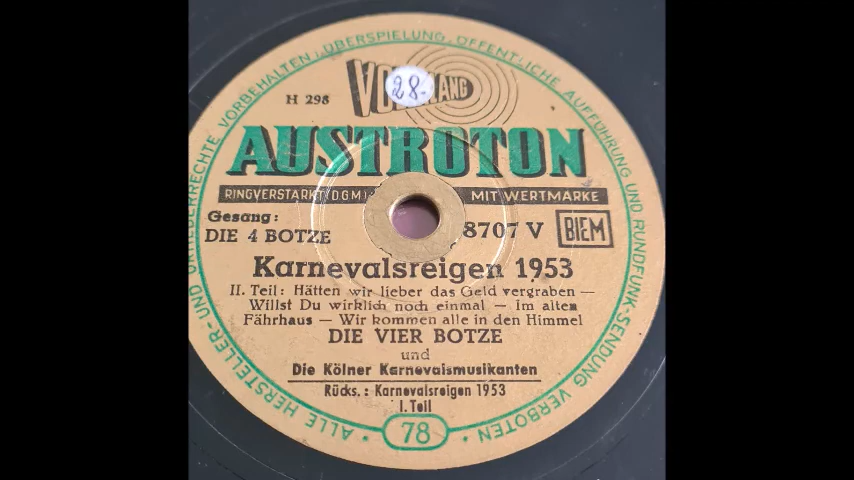 ALLE HERSTELLER- UND URHEBERRECHTE VORBEHALTEN, ÜBERSPIELUNG, ÖFFENTLICHE AUFFÜHRUNG UND RUNDFUNK-SENDUNG VERBOTEN
28.-
H 298
AUSTROTON
RINGVERSTÄRKT (DGM) MIT WERTMARKE
Gesang:
DIE 4 BOTZE
8707 V
BIEM
Karnevalsreigen 1953
II. Teil: Hätten wir lieber das Geld vergraben —
Willst Du wirklich noch einmal — Im alten
Fährhaus — Wir kommen alle in den Himmel
DIE VIER BOTZE
und
Die Kölner Karnevalsmusikanten
Rücks.: Karnevalsreigen 1953
I. Teil
78